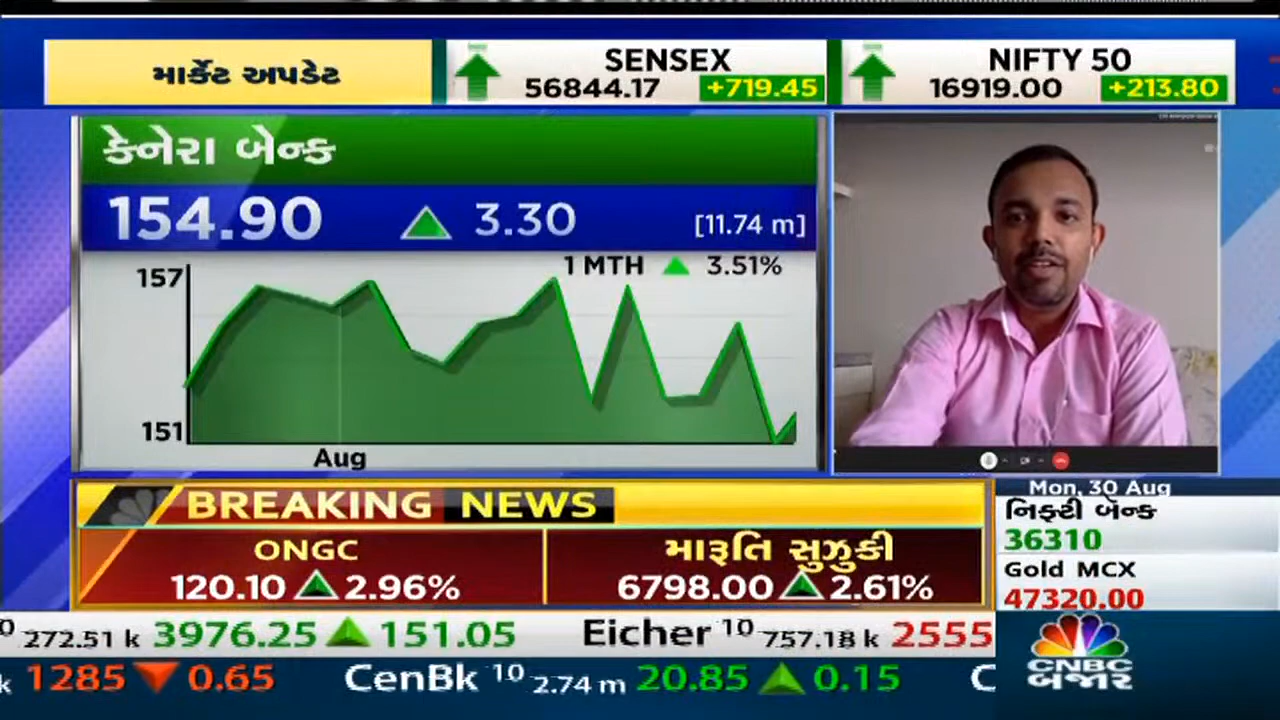 માર્કેટ અપડેટ
SENSEX
56844.17 +719.45
NIFTY 50
16919.00 +213.80
કેનેરા બેન્ક
154.90 ▲ 3.30 [11.74 m]
1 MTH ▲ 3.51%
157
151
Aug
BREAKING NEWS
ONGC
120.10 ▲ 2.96%
મારૂતિ સુઝુકી
6798.00 ▲ 2.61%
Mon, 30 Aug
નિફ્ટી બેન્ક
36310
Gold MCX
47320.00
0 272.51 k 3976.25 ▲ 151.05 Eicher 10 757.18 k 2555
k 1285 ▼ 0.65 CenBk 10 2.74 m 20.85 ▲ 0.15 C
CNBC
બજાર